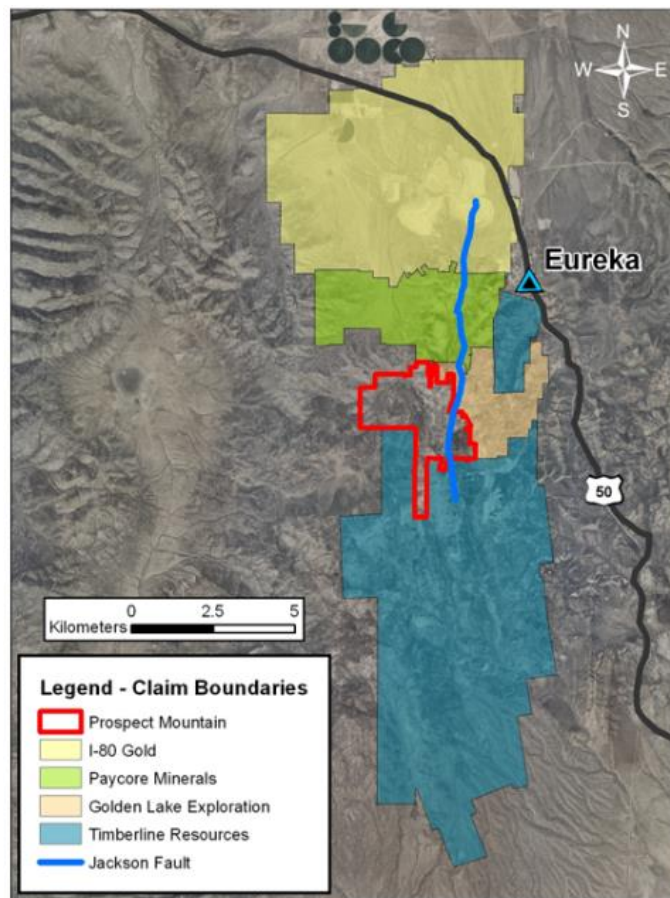 N
W E
S
Eureka
50
0 2.5 5
Kilometers
Legend - Claim Boundaries
Prospect Mountain
I-80 Gold
Paycore Minerals
Golden Lake Exploration
Timberline Resources
Jackson Fault